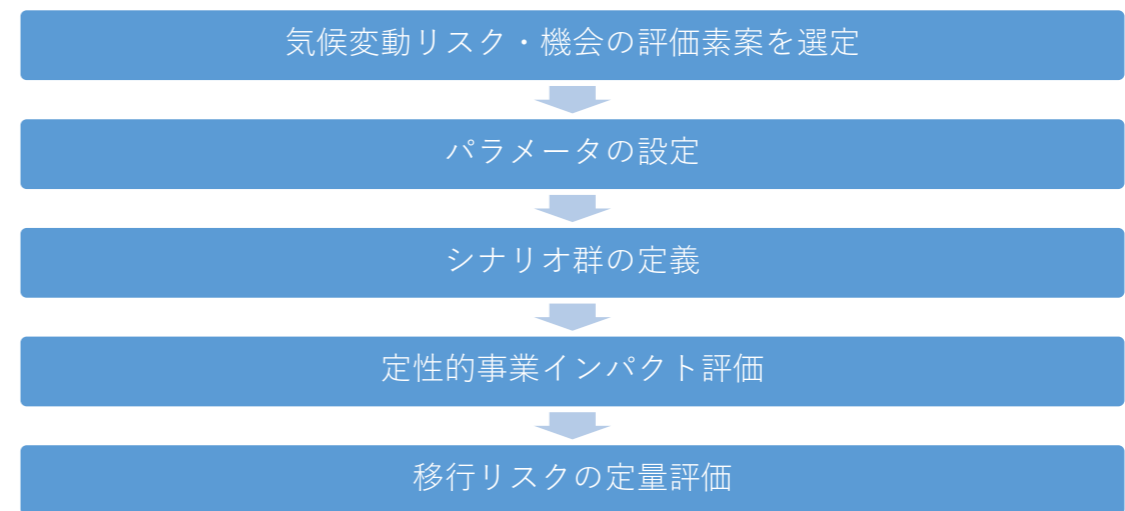 気候変動リスク・機会の評価素案を選定
パラメータの設定
シナリオ群の定義
定性的事業インパクト評価
移行リスクの定量評価